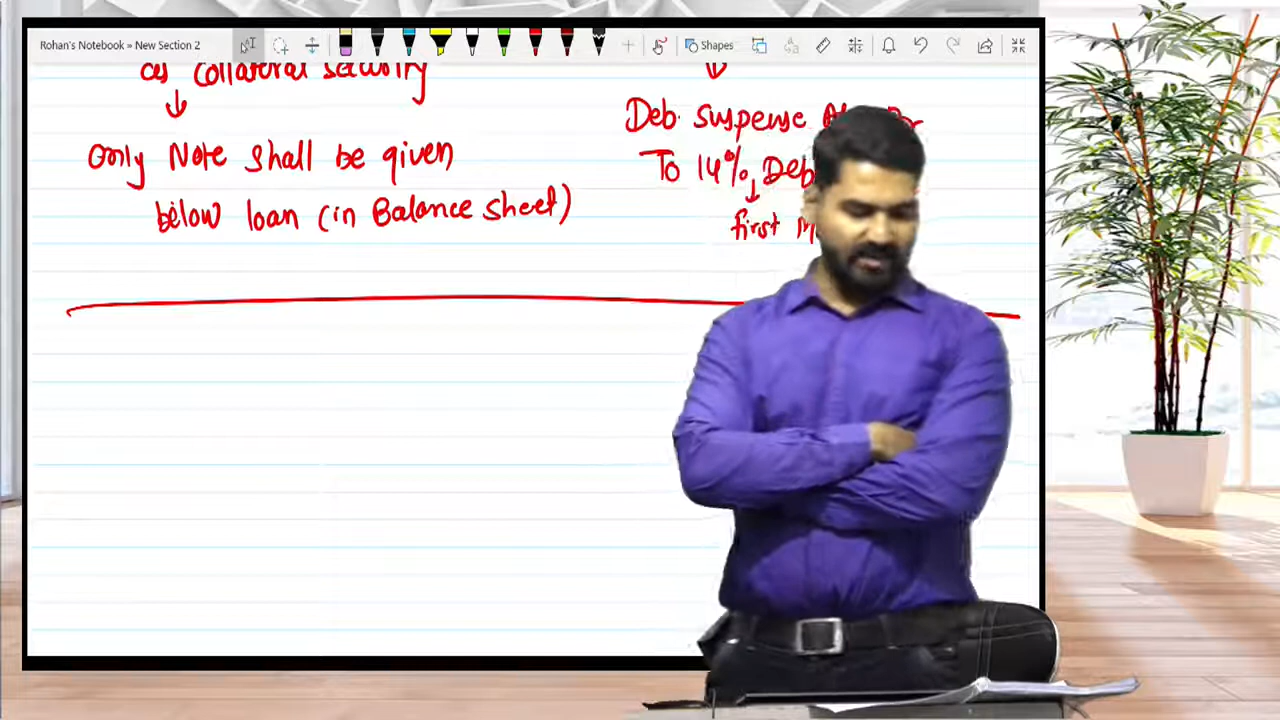 Rohan's Notebook » New Section 2
Shapes
as Collateral security
Only Note shall be given
below loan (in Balance sheet)
Deb. Suspense
To 14% Deb
first